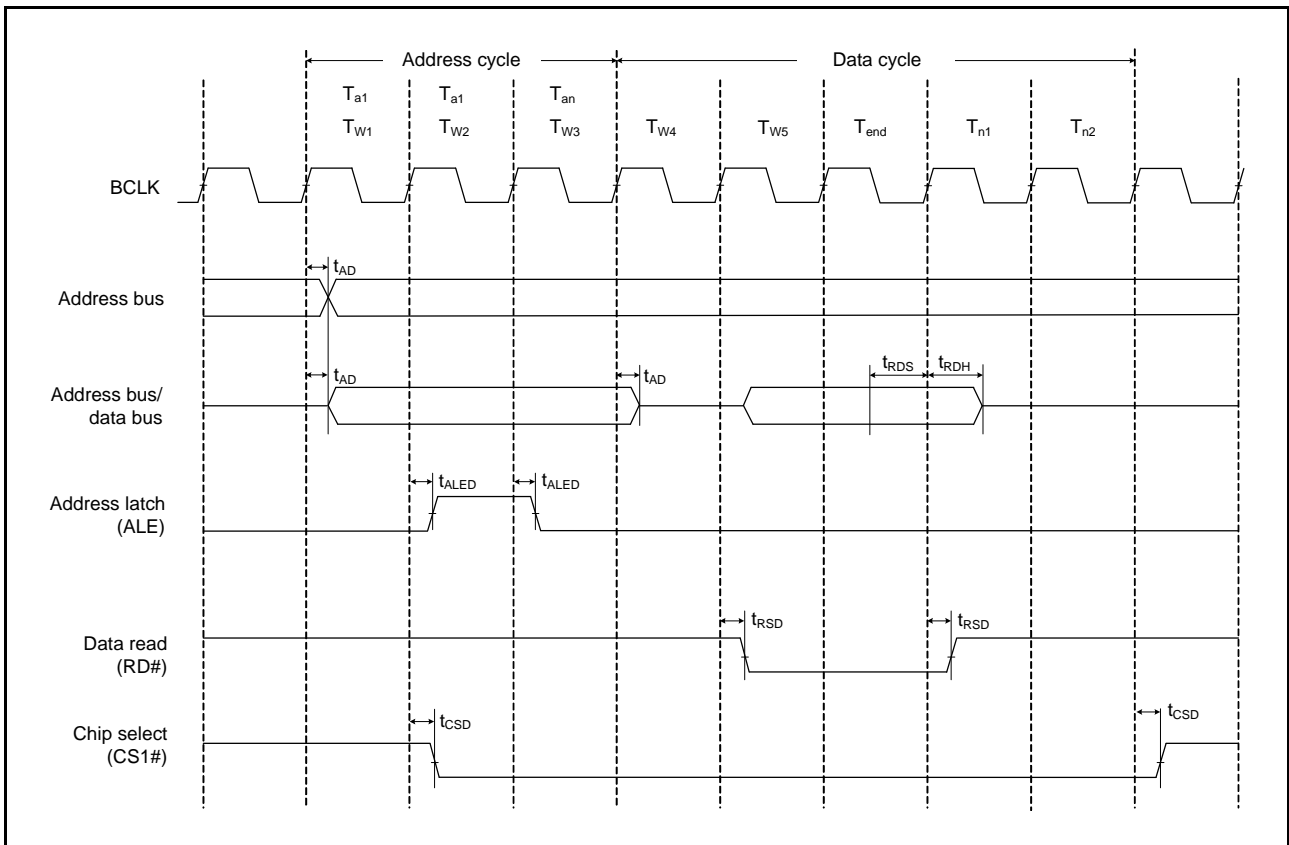 Address cycle Data cycle
Ta1 Ta1 Tan
TW1 TW2 TW3 TW4 TW5 Tend Tn1 Tn2
BCLK
tAD
Address bus
tAD tAD tRDS tRDH
Address bus/
data bus
tALED tALED
Address latch
(ALE)
tRSD tRSD
Data read
(RD#)
tCSD tCSD
Chip select
(CS1#)